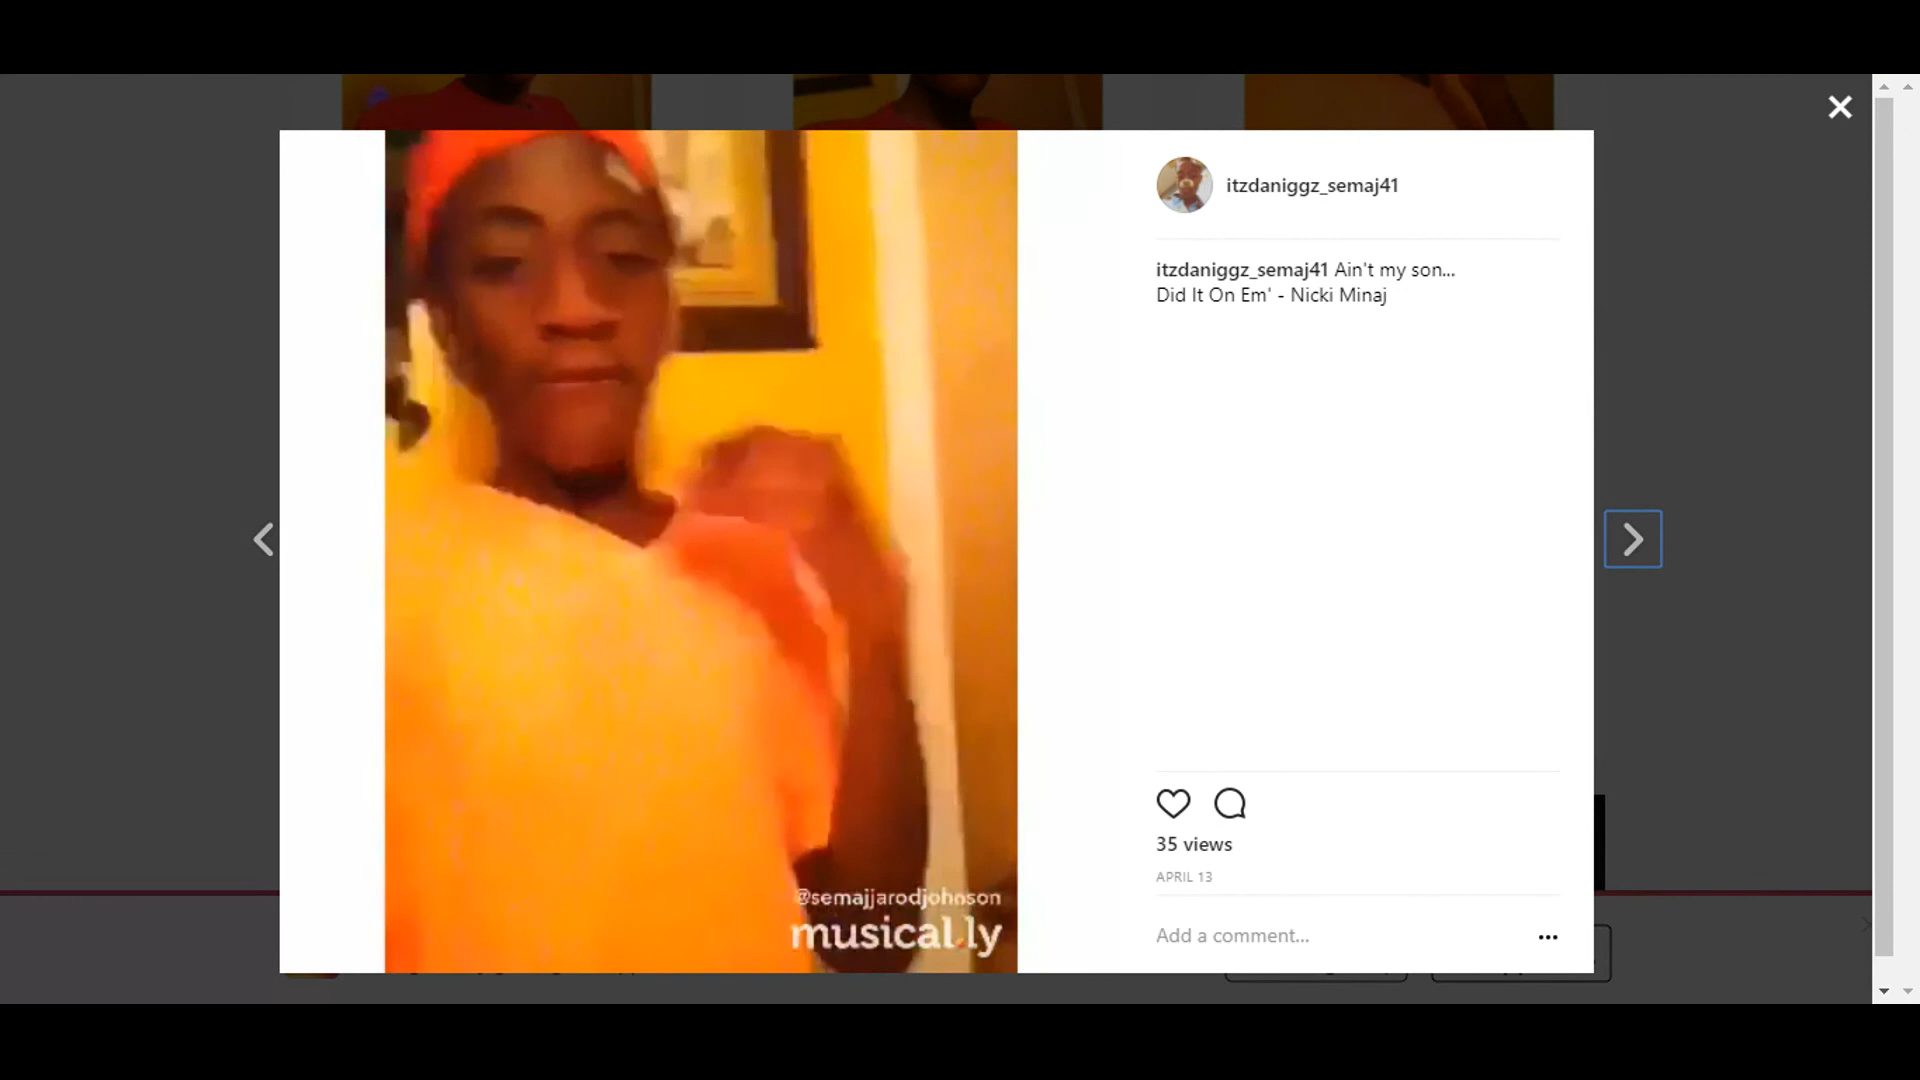 itzdaniggz_semaj41
itzdaniggz_semaj41 Ain't my son...
Did It On Em' - Nicki Minaj
35 views
APRIL 13
Add a comment...
@semajjarodjohnson
musical.ly